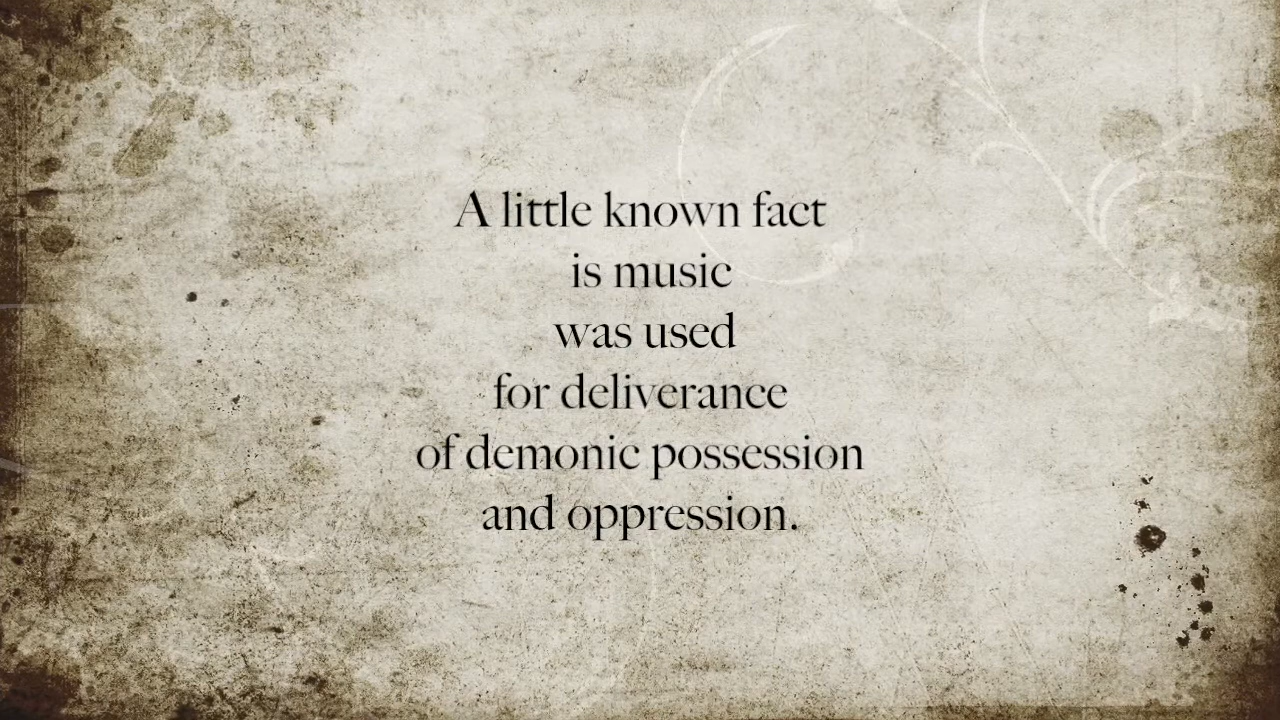 A little known fact
is music
was used
for deliverance
of demonic possession
and oppression.